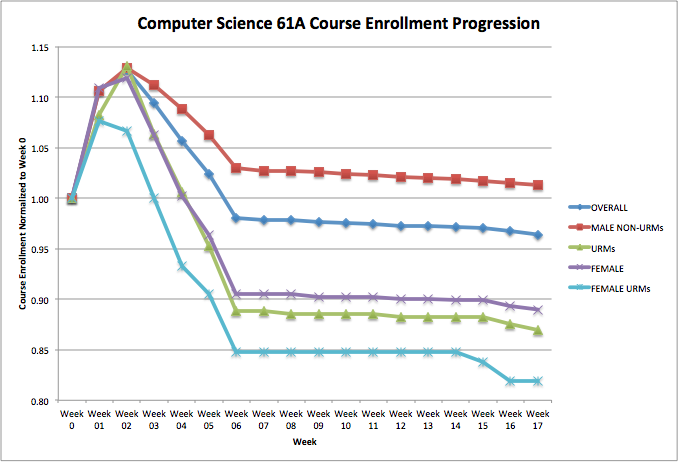 Computer Science 61A Course Enrollment Progression
Course Enrollment Normalized to Week 0
1.15
1.10
1.05
1.00
0.95
0.90
0.85
0.80
Week Week Week Week Week Week Week Week Week Week Week Week Week Week Week Week Week Week
0 01 02 03 04 05 06 07 08 09 10 11 12 13 14 15 16 17
Week
OVERALL
MALE NON-URMs
URMs
FEMALE
FEMALE URMs